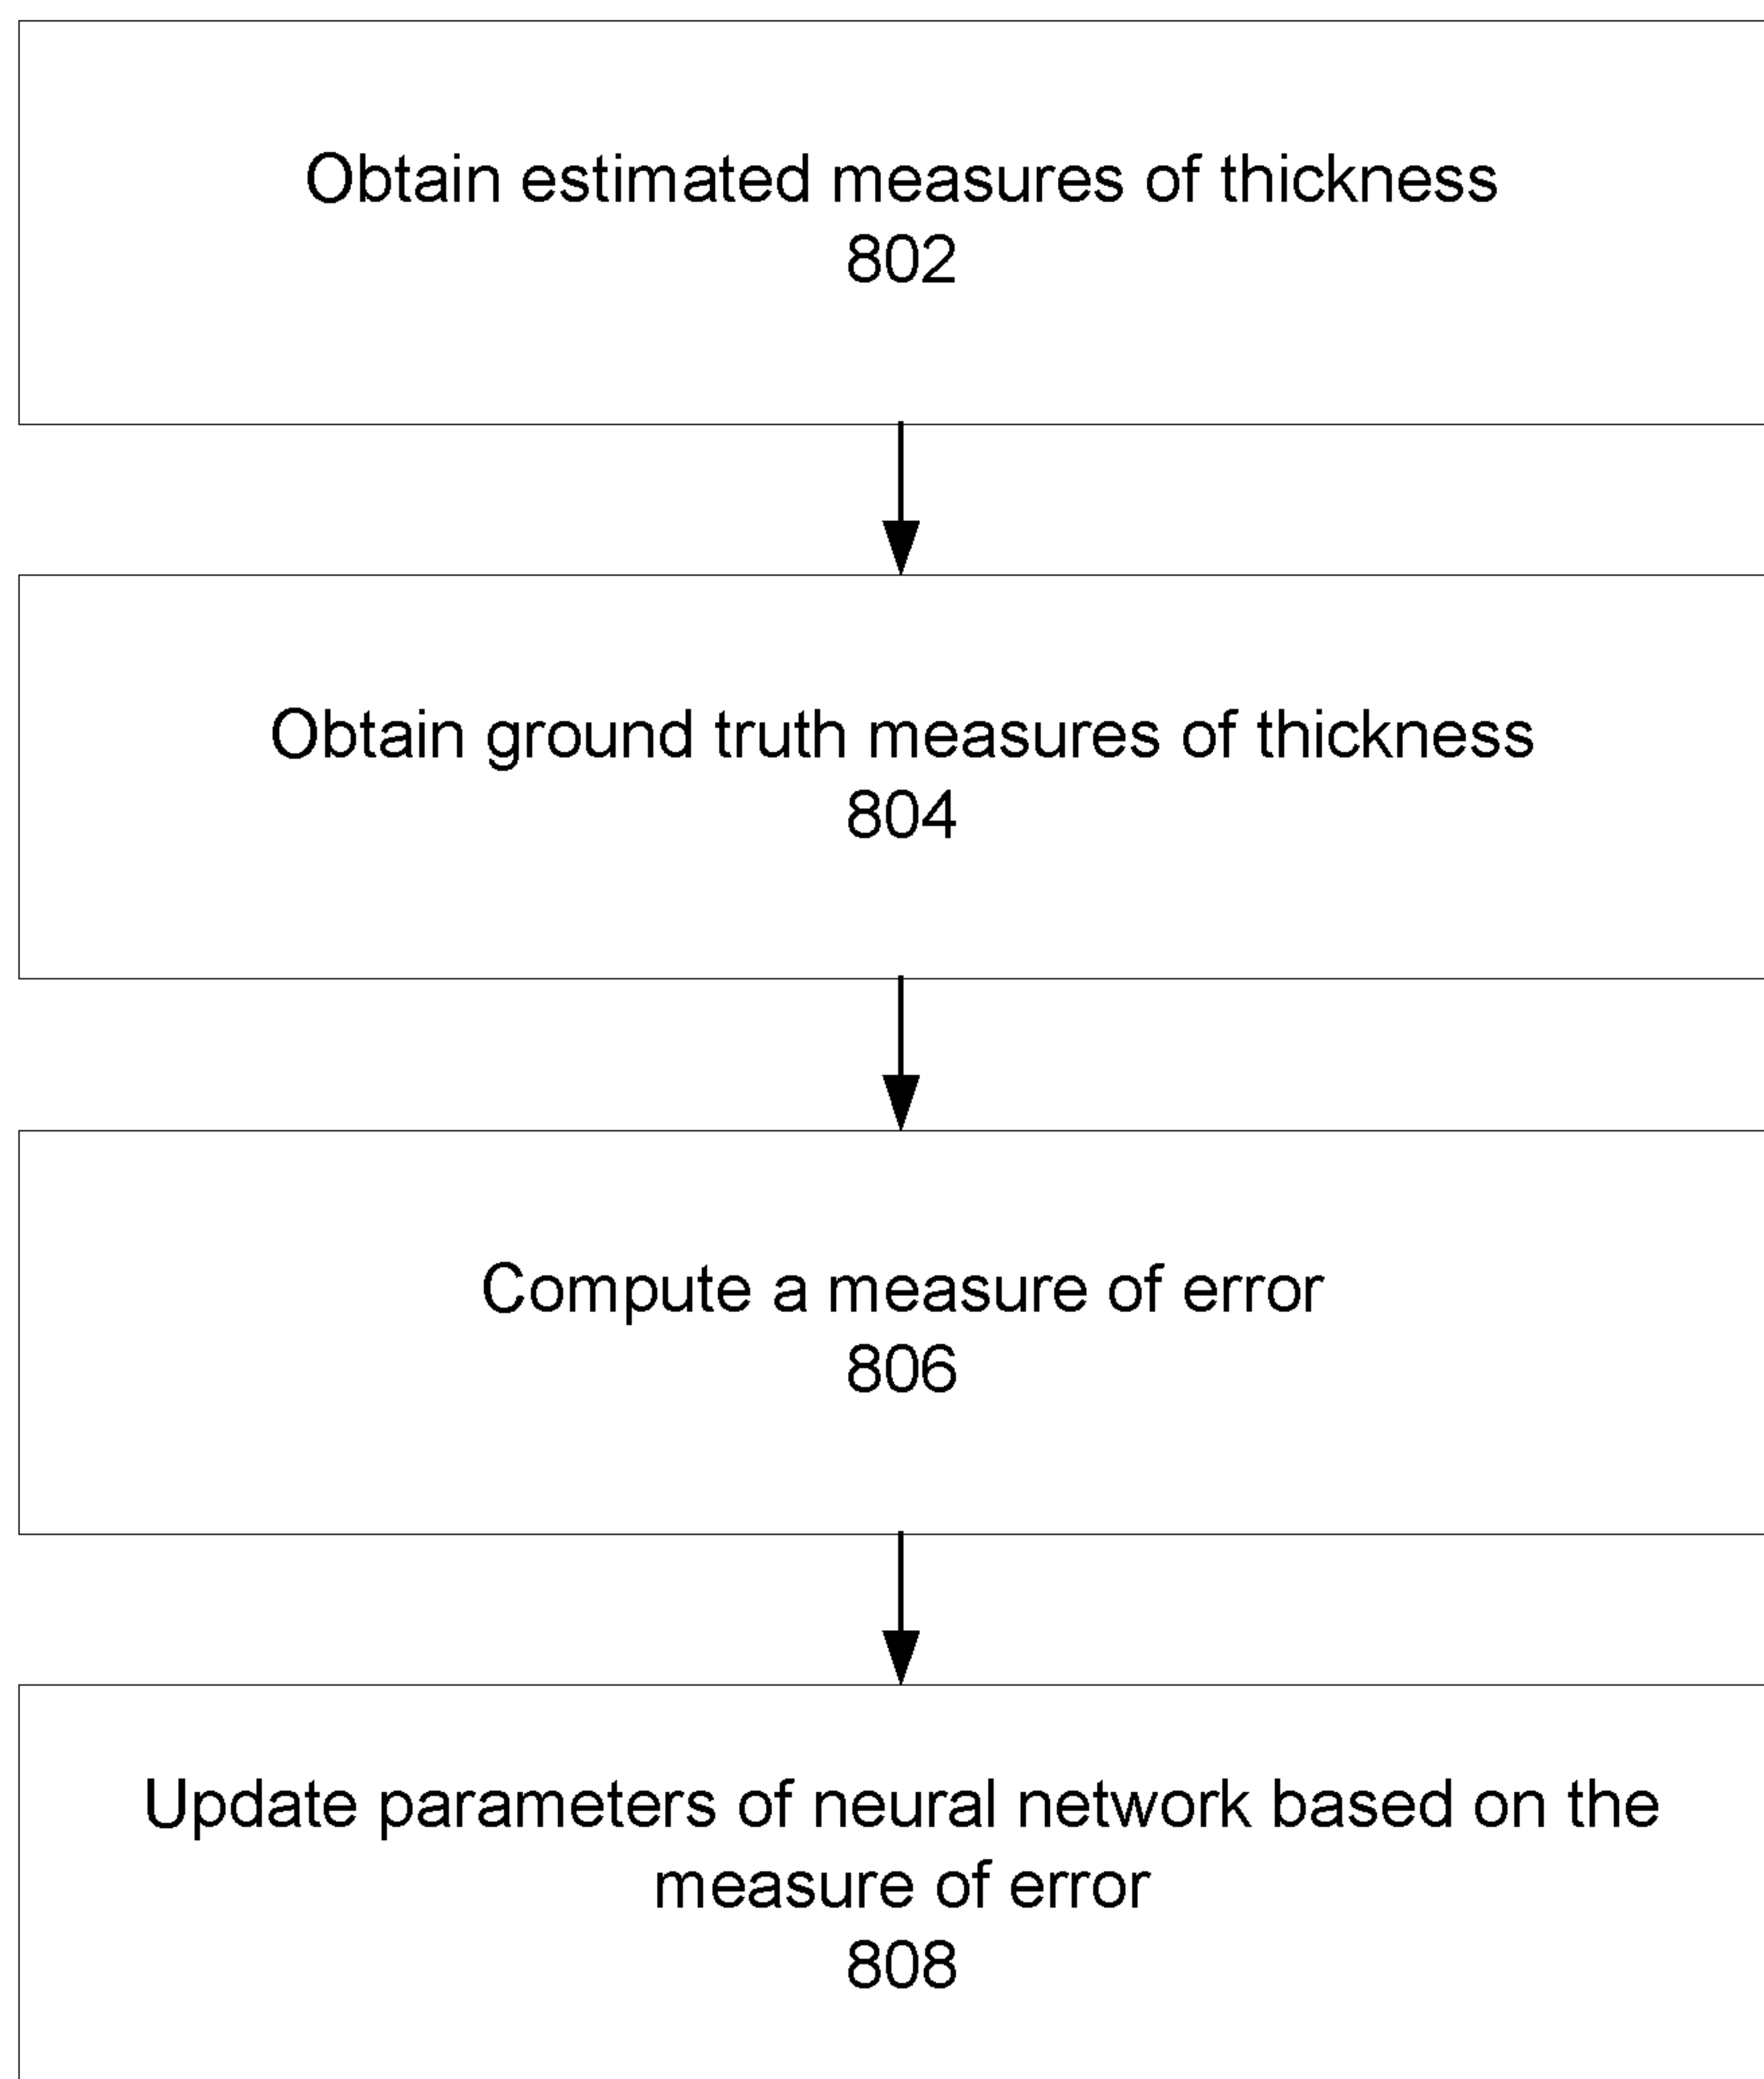 Obtain estimated measures of thickness
802
Obtain ground truth measures of thickness
804
Compute a measure of error
806
Update parameters of neural network based on the
measure of error
808